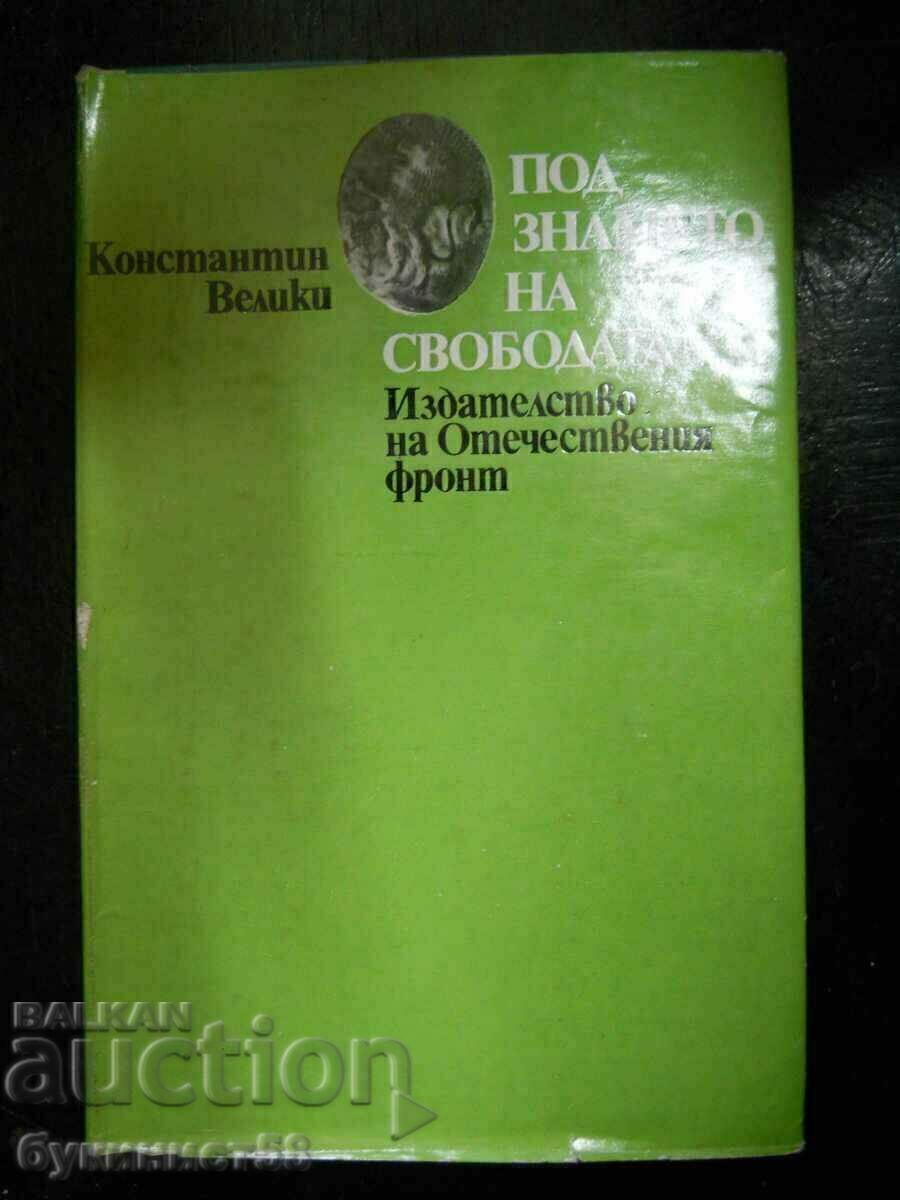 Константин
Велики
ПОД
ЗНАМЕТО
НА
СВОБОДАТА
Издателство
на Отечествения
фронт
BALKAN
auction
букинист58